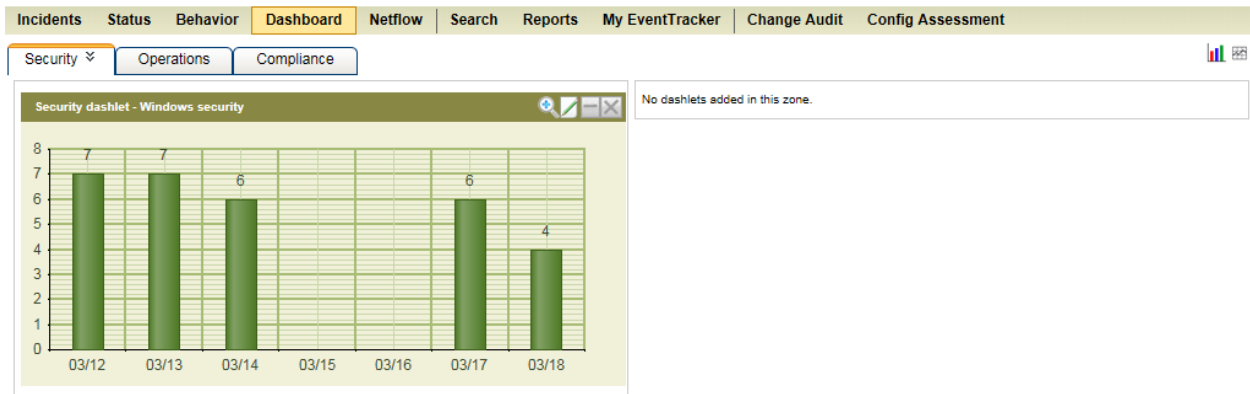 Incidents Status Behavior Dashboard Netflow Search Reports My EventTracker Change Audit Config Assessment
Security Operations Compliance
Security dashlet - Windows security
No dashlets added in this zone.
8
7
6
5
4
3
2
1
0
7 7 6 6 4
03/12 03/13 03/14 03/15 03/16 03/17 03/18